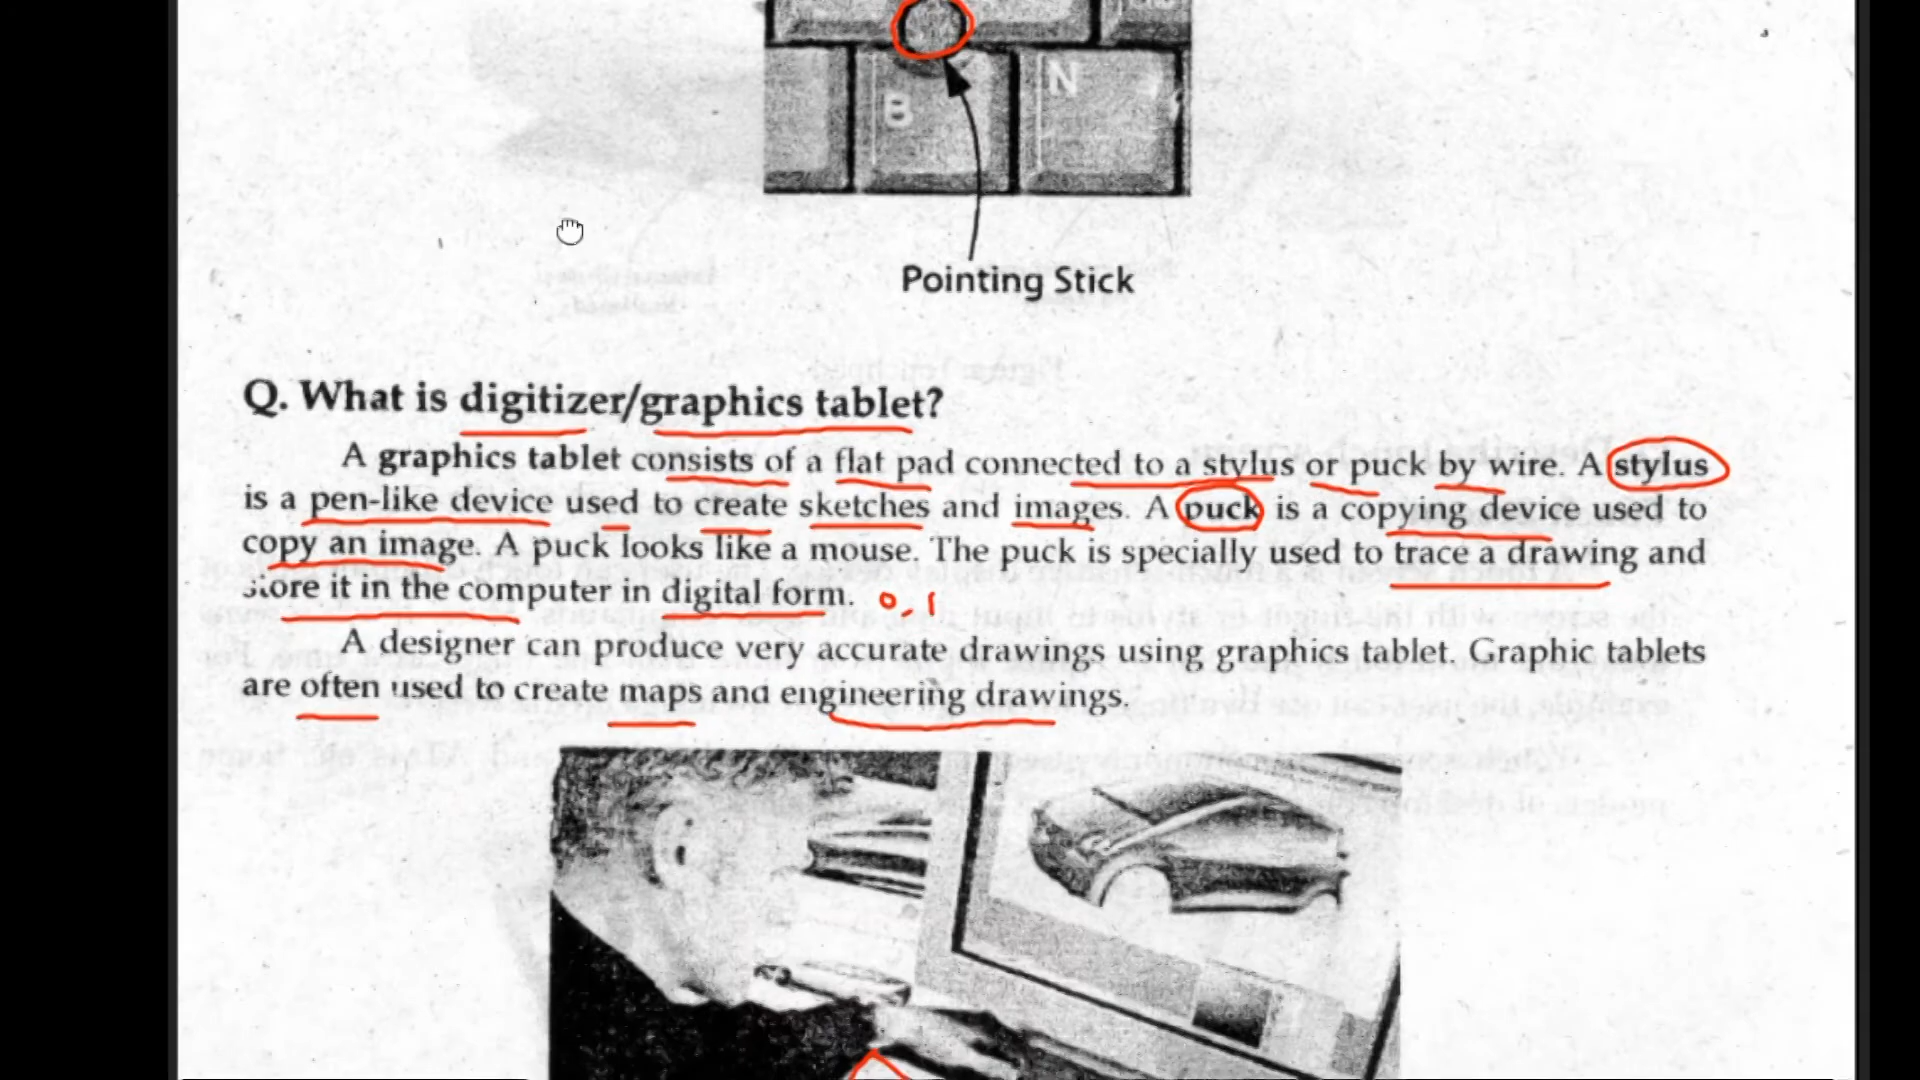 B
N
Pointing Stick
Q. What is digitizer/graphics tablet?
A graphics tablet consists of a flat pad connected to a stylus or puck by wire. A stylus
is a pen-like device used to create sketches and images. A puck is a copying device used to
copy an image. A puck looks like a mouse. The puck is specially used to trace a drawing and
store it in the computer in digital form. 0, 1
A designer can produce very accurate drawings using graphics tablet. Graphic tablets
are often used to create maps and engineering drawings.